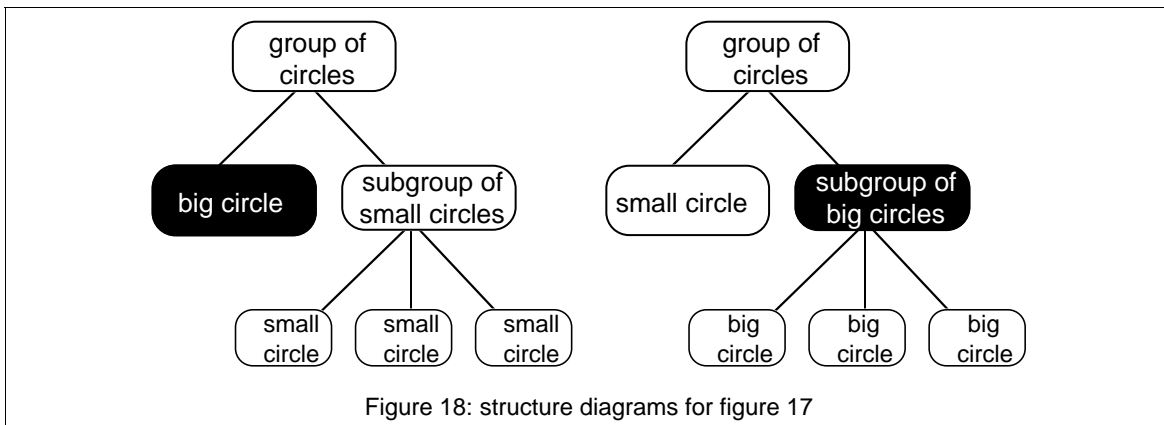 group of
circles
group of
circles
big circle
subgroup of
small circles
small circle
subgroup of
big circles
small
circle
small
circle
small
circle
big
circle
big
circle
big
circle
Figure 18: structure diagrams for figure 17